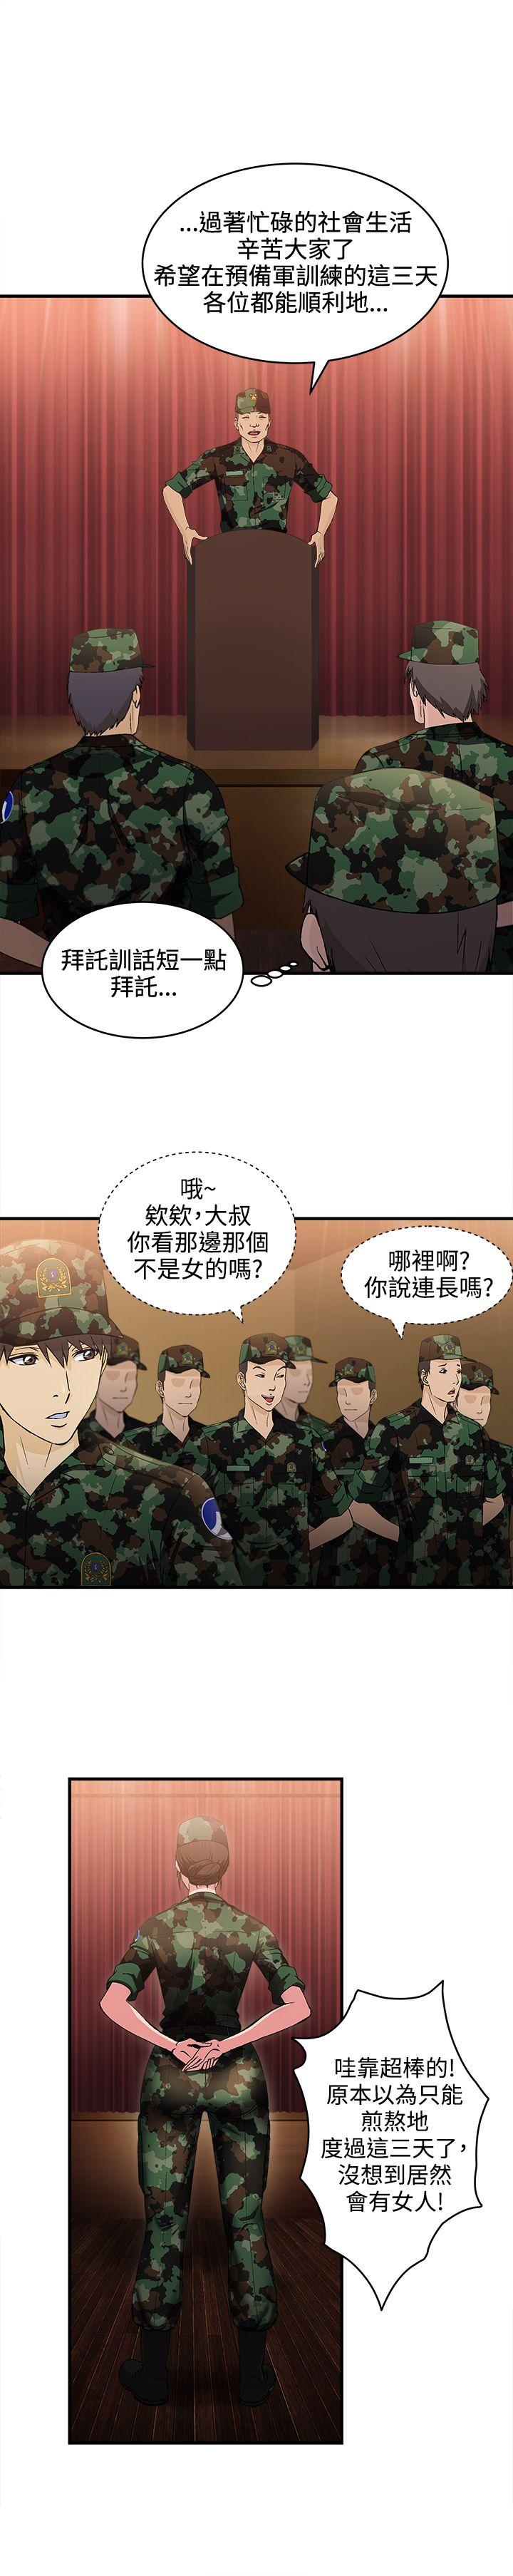 ...過著忙碌的社會生活
辛苦大家了
希望在預備軍訓練的這三天
各位都能順利地...
拜託訓話短一點
拜託...
哦~
欸欸,大叔
你看那邊那個
不是女的嗎?
哪裡啊?
你說連長嗎?
哇靠超棒的!
原本以為只能
煎熬地
度過這三天了,
沒想到居然
會有女人!